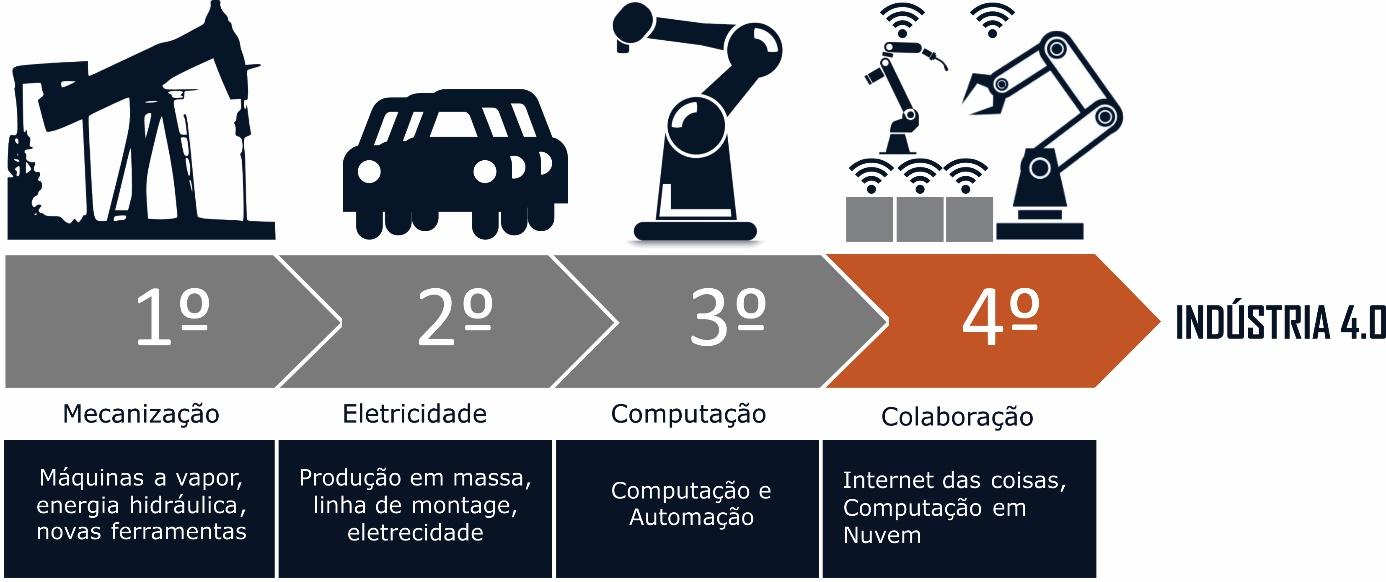 1º
2º
3º
4º
INDÚSTRIA 4.0
Mecanização
Eletricidade
Computação
Colaboração
Máquinas a vapor,
energia hidráulica,
novas ferramentas
Produção em massa,
linha de montage,
eletrecidade
Computação e
Automação
Internet das coisas,
Computação em
Nuvem